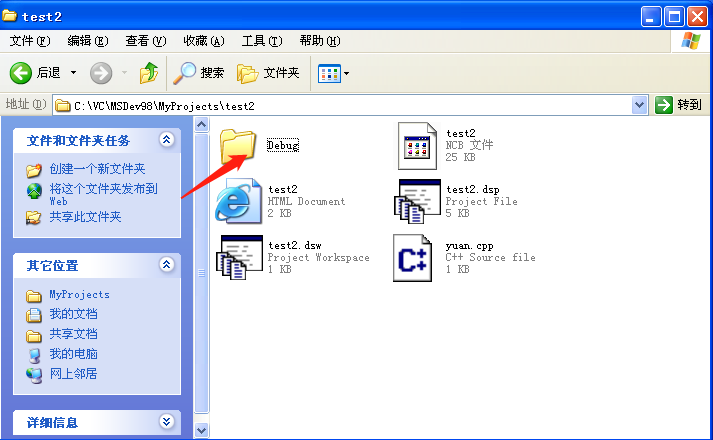 test2
文件(F) 编辑(E) 查看(V) 收藏(A) 工具(T) 帮助(H)
后退 搜索 文件夹
地址(D) C:\VC\MSDev98\MyProjects\test2 转到
文件和文件夹任务
创建一个新文件夹
将这个文件夹发布到
Web
共享此文件夹
其它位置
MyProjects
我的文档
共享文档
我的电脑
网上邻居
详细信息
Debug
test2
NCB 文件
25 KB
test2
HTML Document
2 KB
test2.dsp
Project File
5 KB
test2.dsw
Project Workspace
1 KB
yuan.cpp
C++ Source file
1 KB